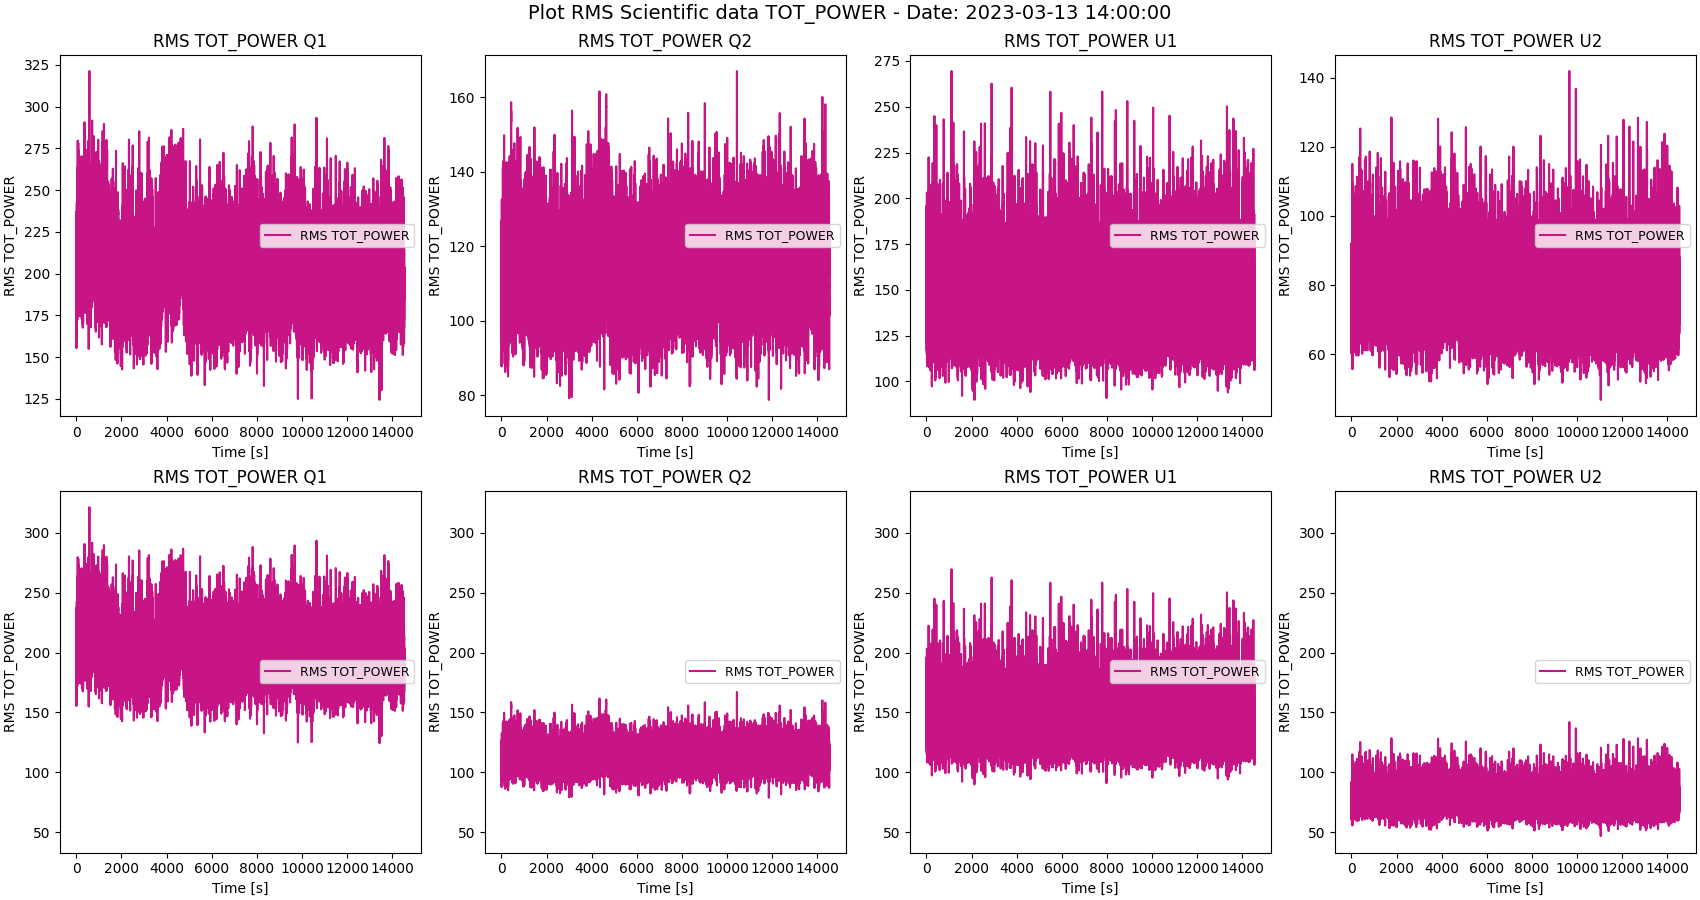 Plot RMS Scientific data TOT_POWER - Date: 2023-03-13 14:00:00
RMS TOT_POWER Q1
325
300
275
250
225
200
175
150
125
RMS TOT_POWER
RMS TOT_POWER
0 2000 4000 6000 8000 10000 12000 14000
Time [s]
RMS TOT_POWER Q2
160
140
120
100
80
RMS TOT_POWER
RMS TOT_POWER
0 2000 4000 6000 8000 10000 12000 14000
Time [s]
RMS TOT_POWER U1
275
250
225
200
175
150
125
100
RMS TOT_POWER
RMS TOT_POWER
0 2000 4000 6000 8000 10000 12000 14000
Time [s]
RMS TOT_POWER U2
140
120
100
80
60
RMS TOT_POWER
RMS TOT_POWER
0 2000 4000 6000 8000 10000 12000 14000
Time [s]
RMS TOT_POWER Q1
300
250
200
150
100
50
RMS TOT_POWER
RMS TOT_POWER
0 2000 4000 6000 8000 10000 12000 14000
Time [s]
RMS TOT_POWER Q2
300
250
200
150
100
50
RMS TOT_POWER
RMS TOT_POWER
0 2000 4000 6000 8000 10000 12000 14000
Time [s]
RMS TOT_POWER U1
300
250
200
150
100
50
RMS TOT_POWER
RMS TOT_POWER
0 2000 4000 6000 8000 10000 12000 14000
Time [s]
RMS TOT_POWER U2
300
250
200
150
100
50
RMS TOT_POWER
RMS TOT_POWER
0 2000 4000 6000 8000 10000 12000 14000
Time [s]